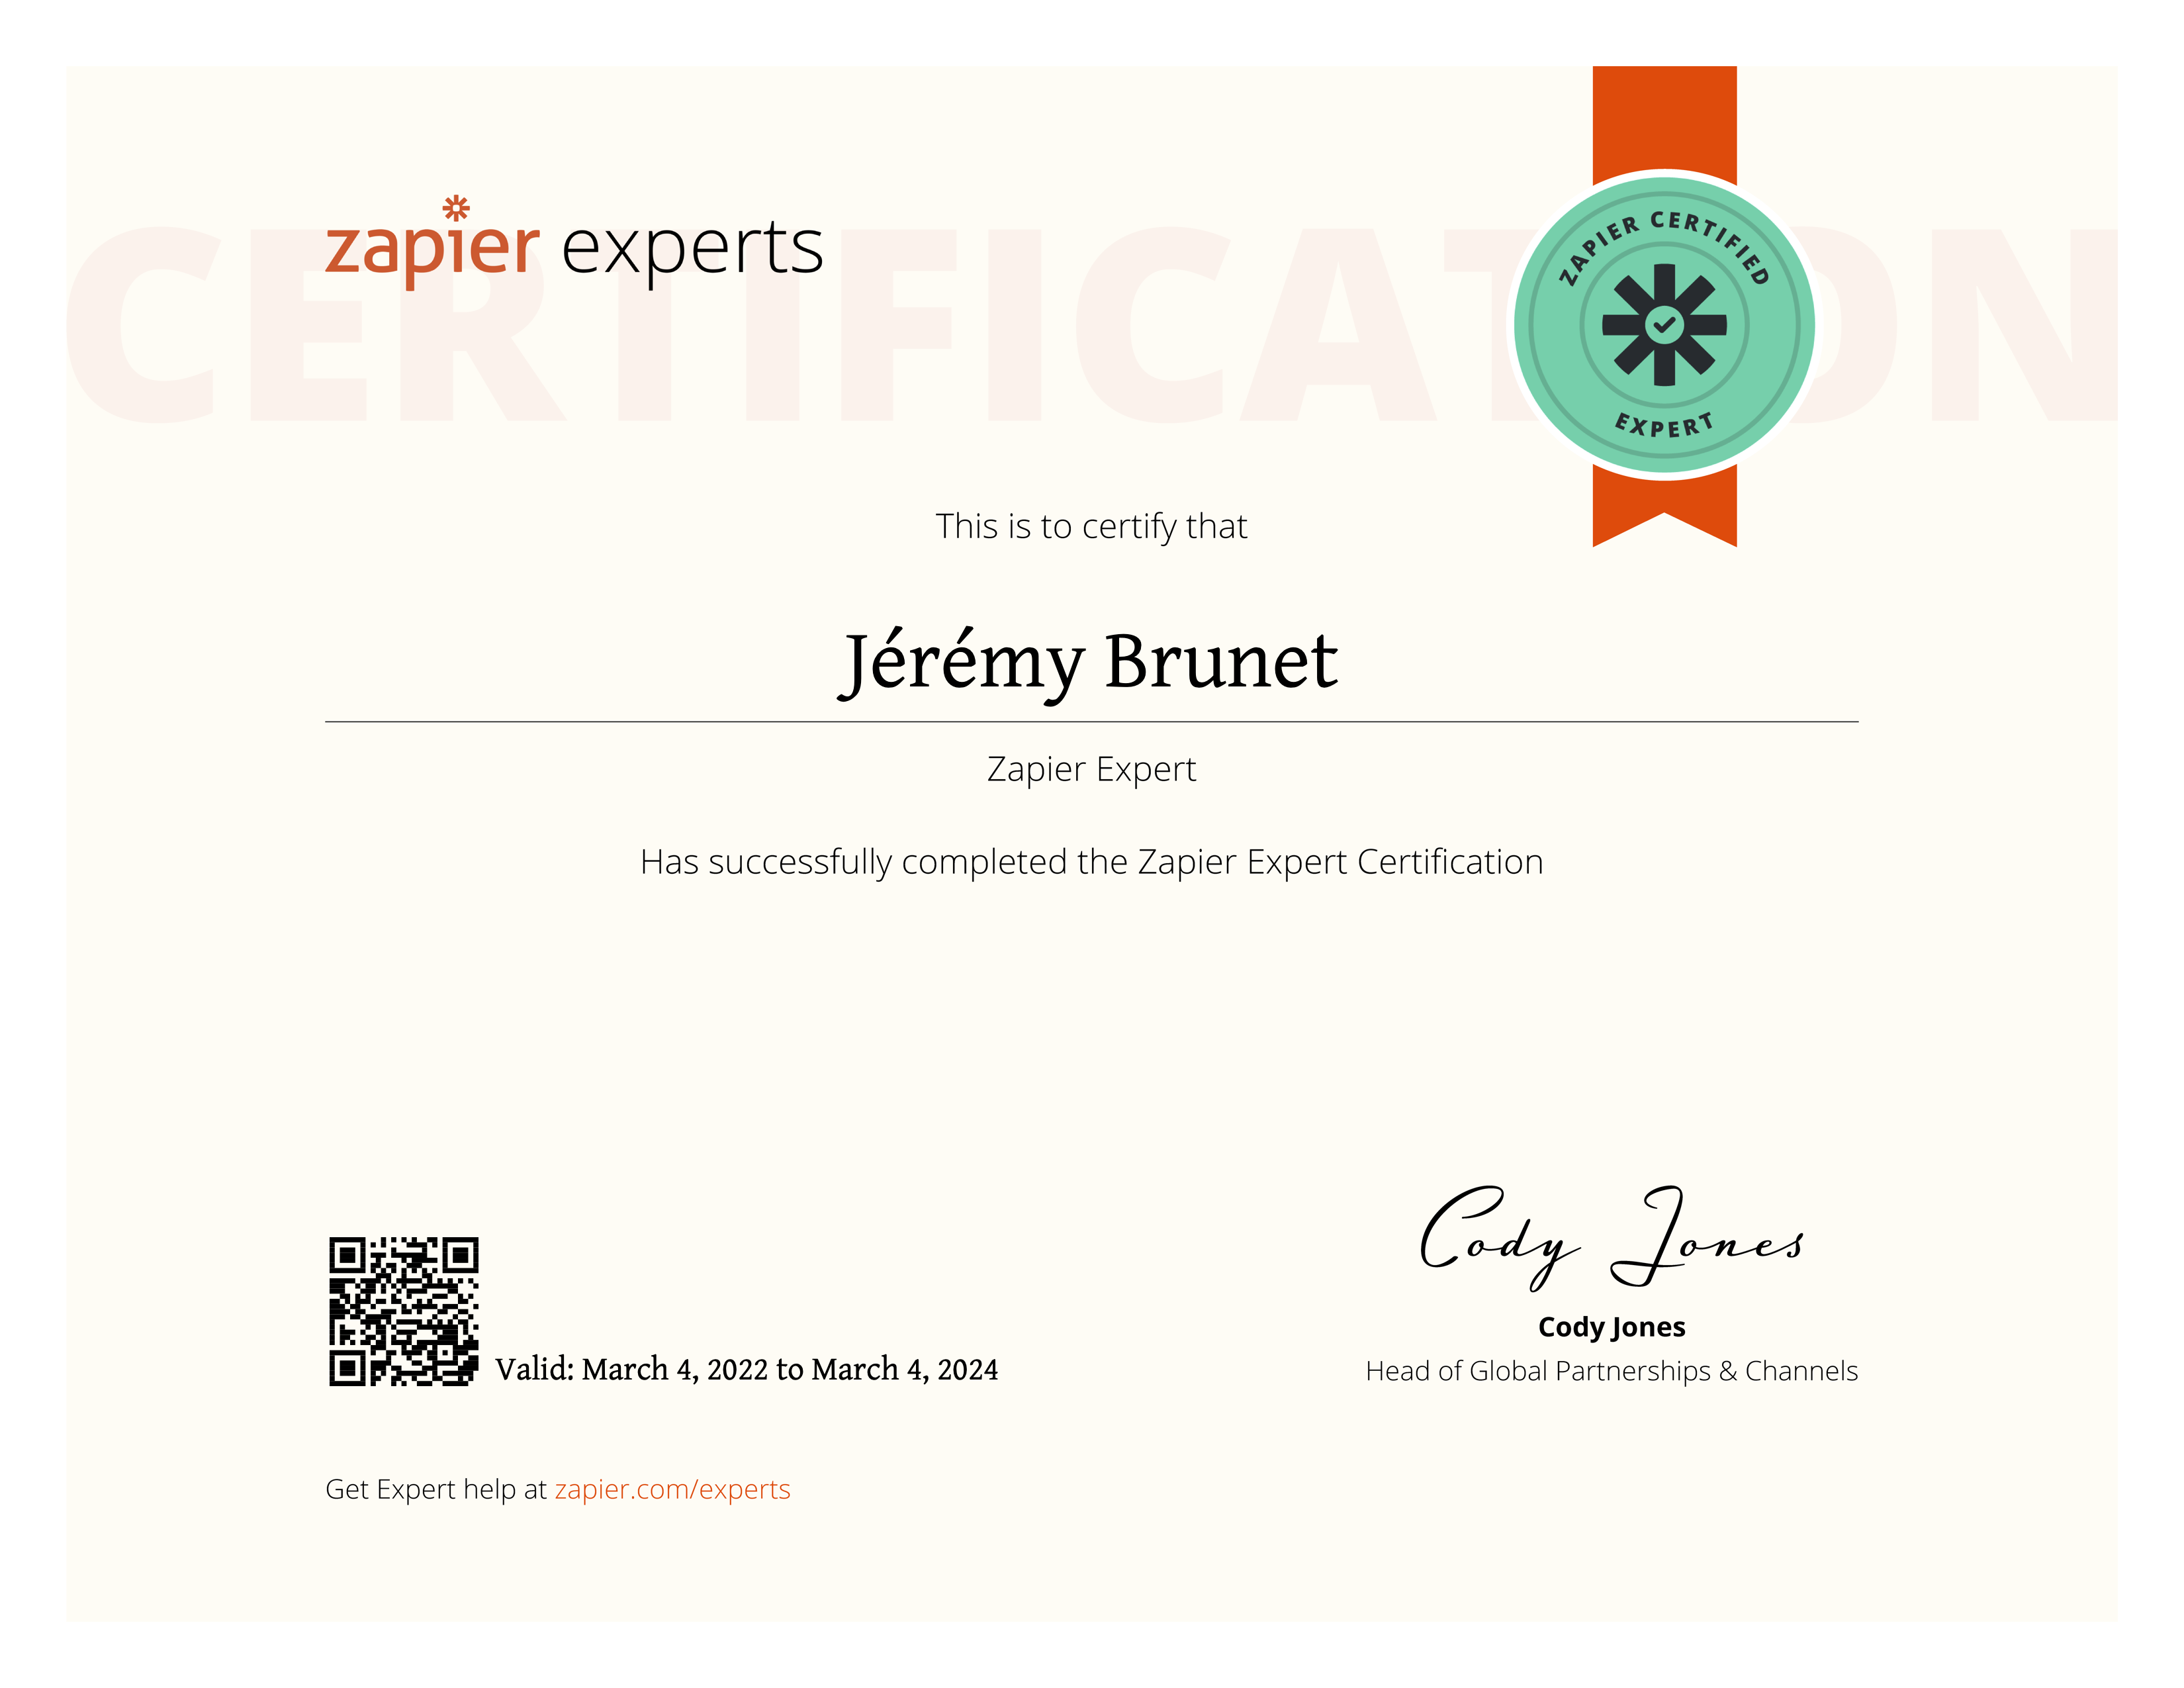 CERTIFICATION
zapier experts
ZAPIER CERTIFIED
EXPERT
This is to certify that
Jérémy Brunet
Zapier Expert
Has successfully completed the Zapier Expert Certification
Cody Jones
Cody Jones
Head of Global Partnerships & Channels
Valid: March 4, 2022 to March 4, 2024
Get Expert help at zapier.com/experts